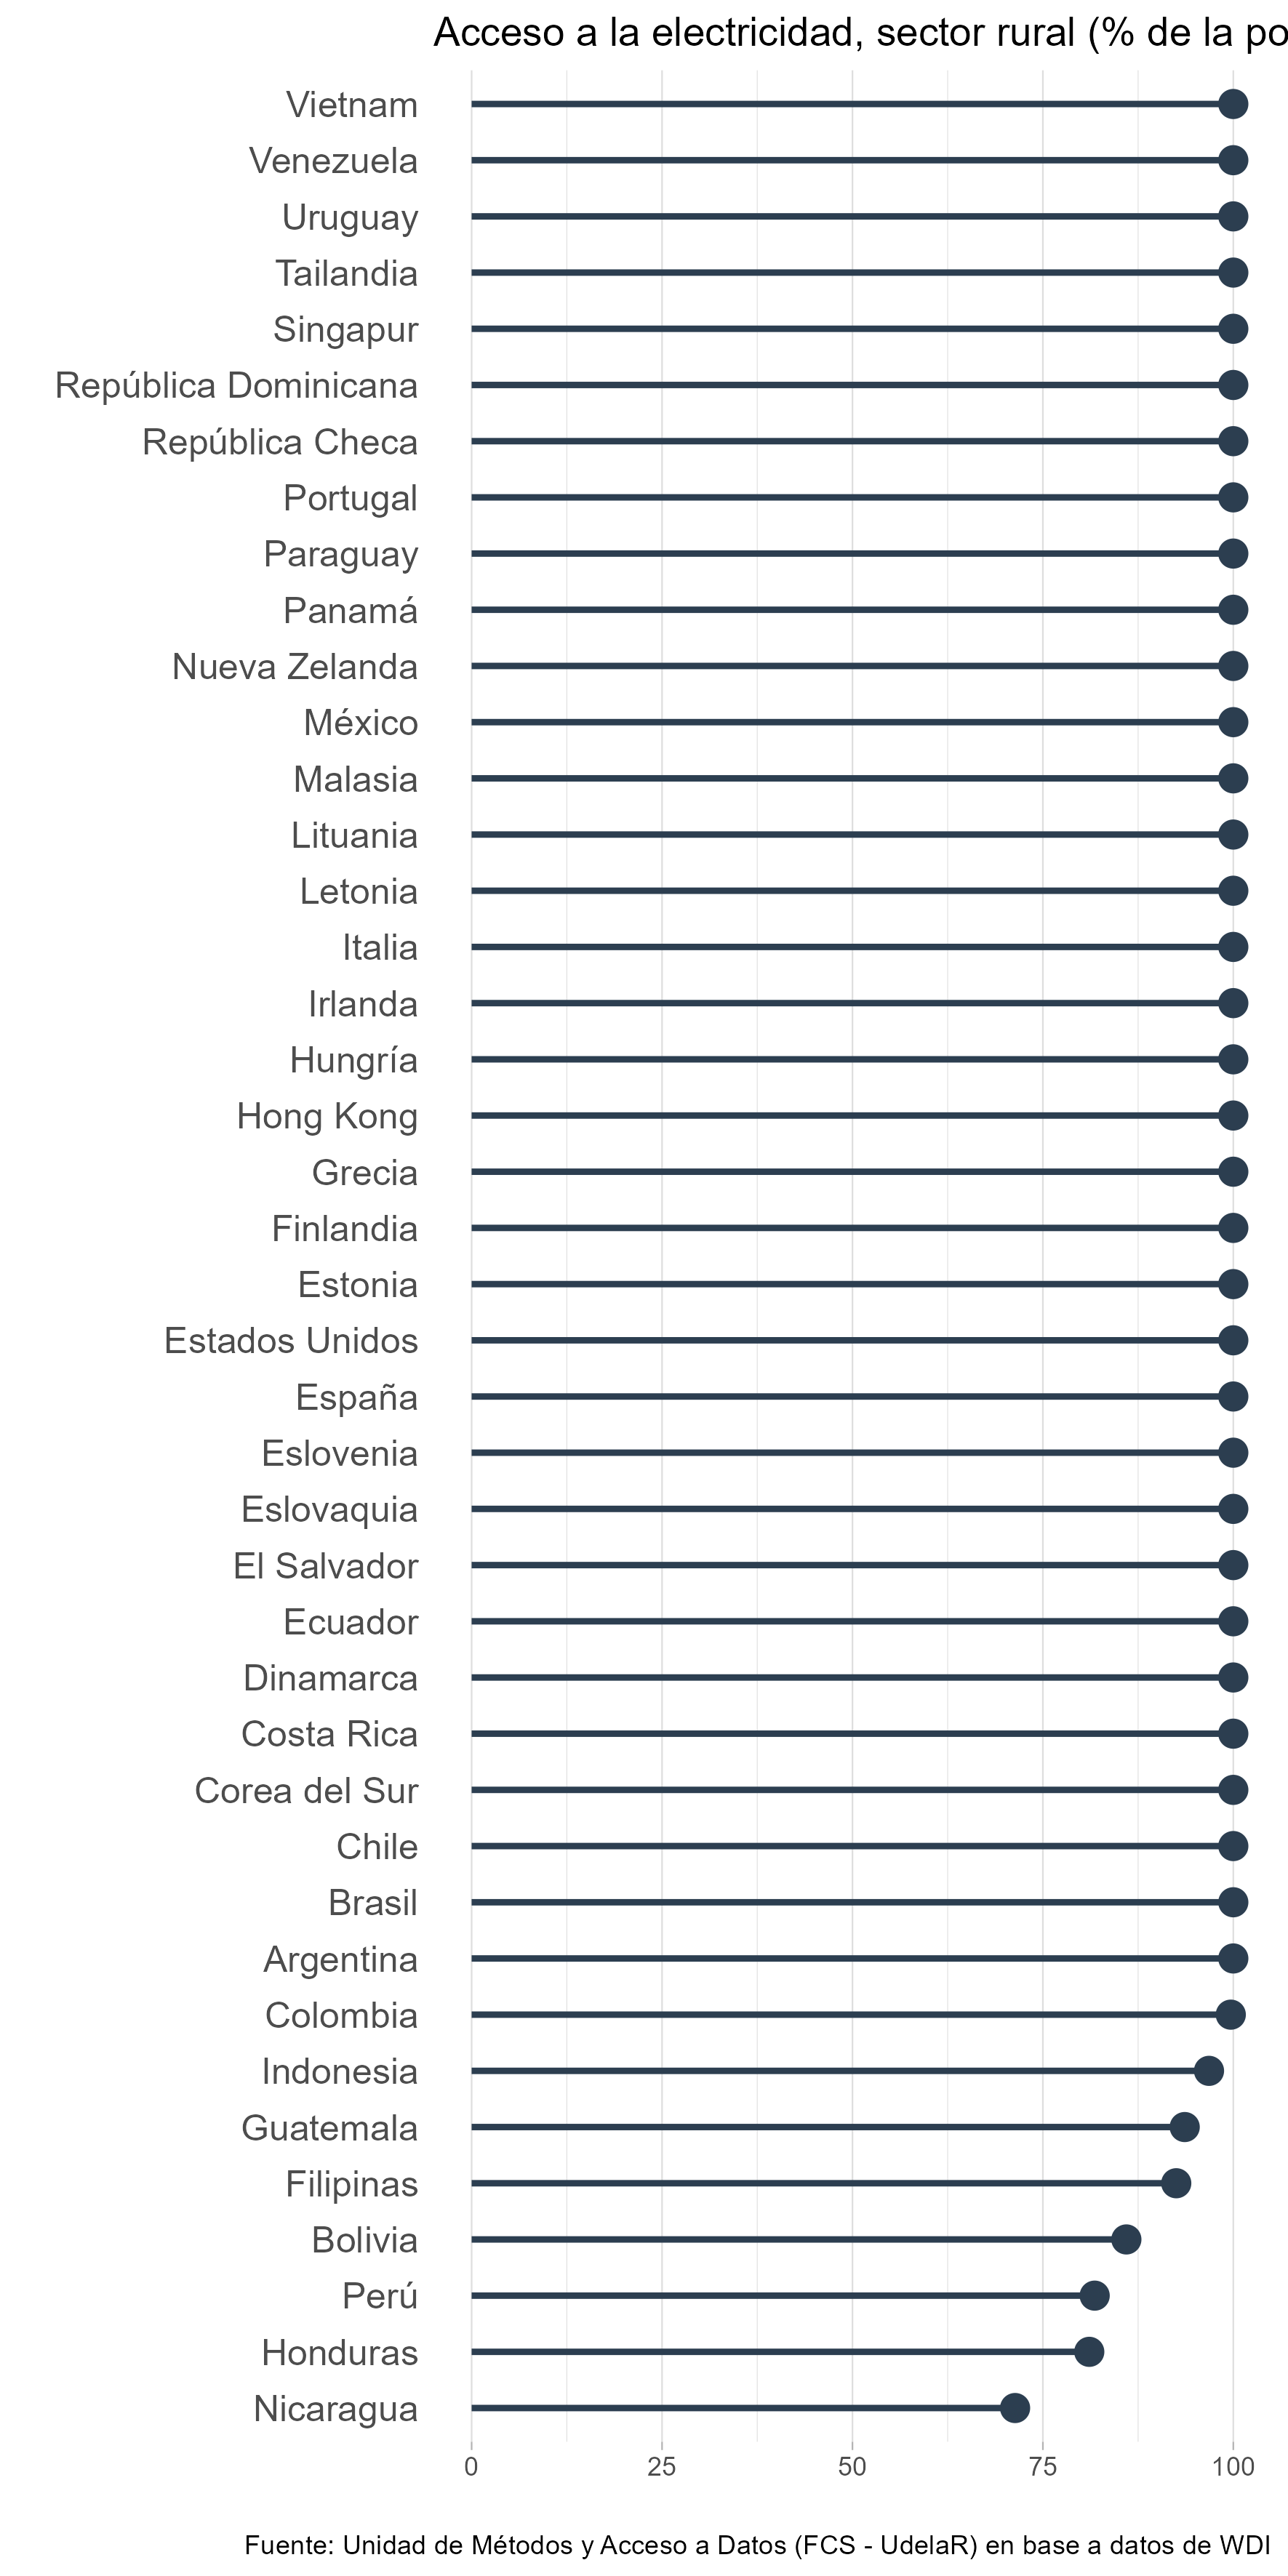 Acceso a la electricidad, sector rural (% de la po
Vietnam
Venezuela
Uruguay
Tailandia
Singapur
República Dominicana
República Checa
Portugal
Paraguay
Panamá
Nueva Zelanda
México
Malasia
Lituania
Letonia
Italia
Irlanda
Hungría
Hong Kong
Grecia
Finlandia
Estonia
Estados Unidos
España
Eslovenia
Eslovaquia
El Salvador
Ecuador
Dinamarca
Costa Rica
Corea del Sur
Chile
Brasil
Argentina
Colombia
Indonesia
Guatemala
Filipinas
Bolivia
Perú
Honduras
Nicaragua
0 25 50 75 100
Fuente: Unidad de Métodos y Acceso a Datos (FCS - UdelaR) en base a datos de WDI